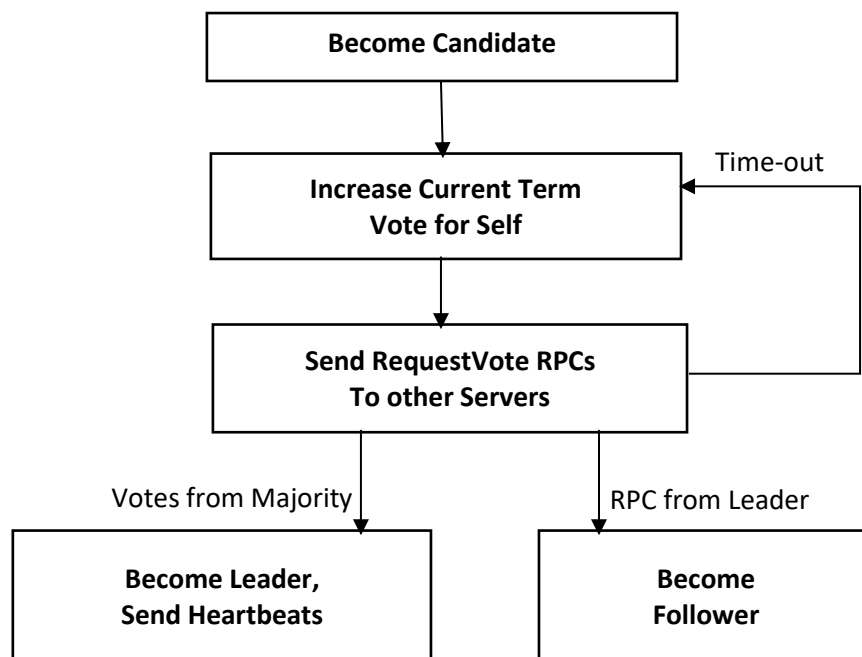 Become Candidate
Time-out
Increase Current Term
Vote for Self
Send RequestVote RPCs
To other Servers
Votes from Majority
RPC from Leader
Become Leader,
Send Heartbeats
Become
Follower